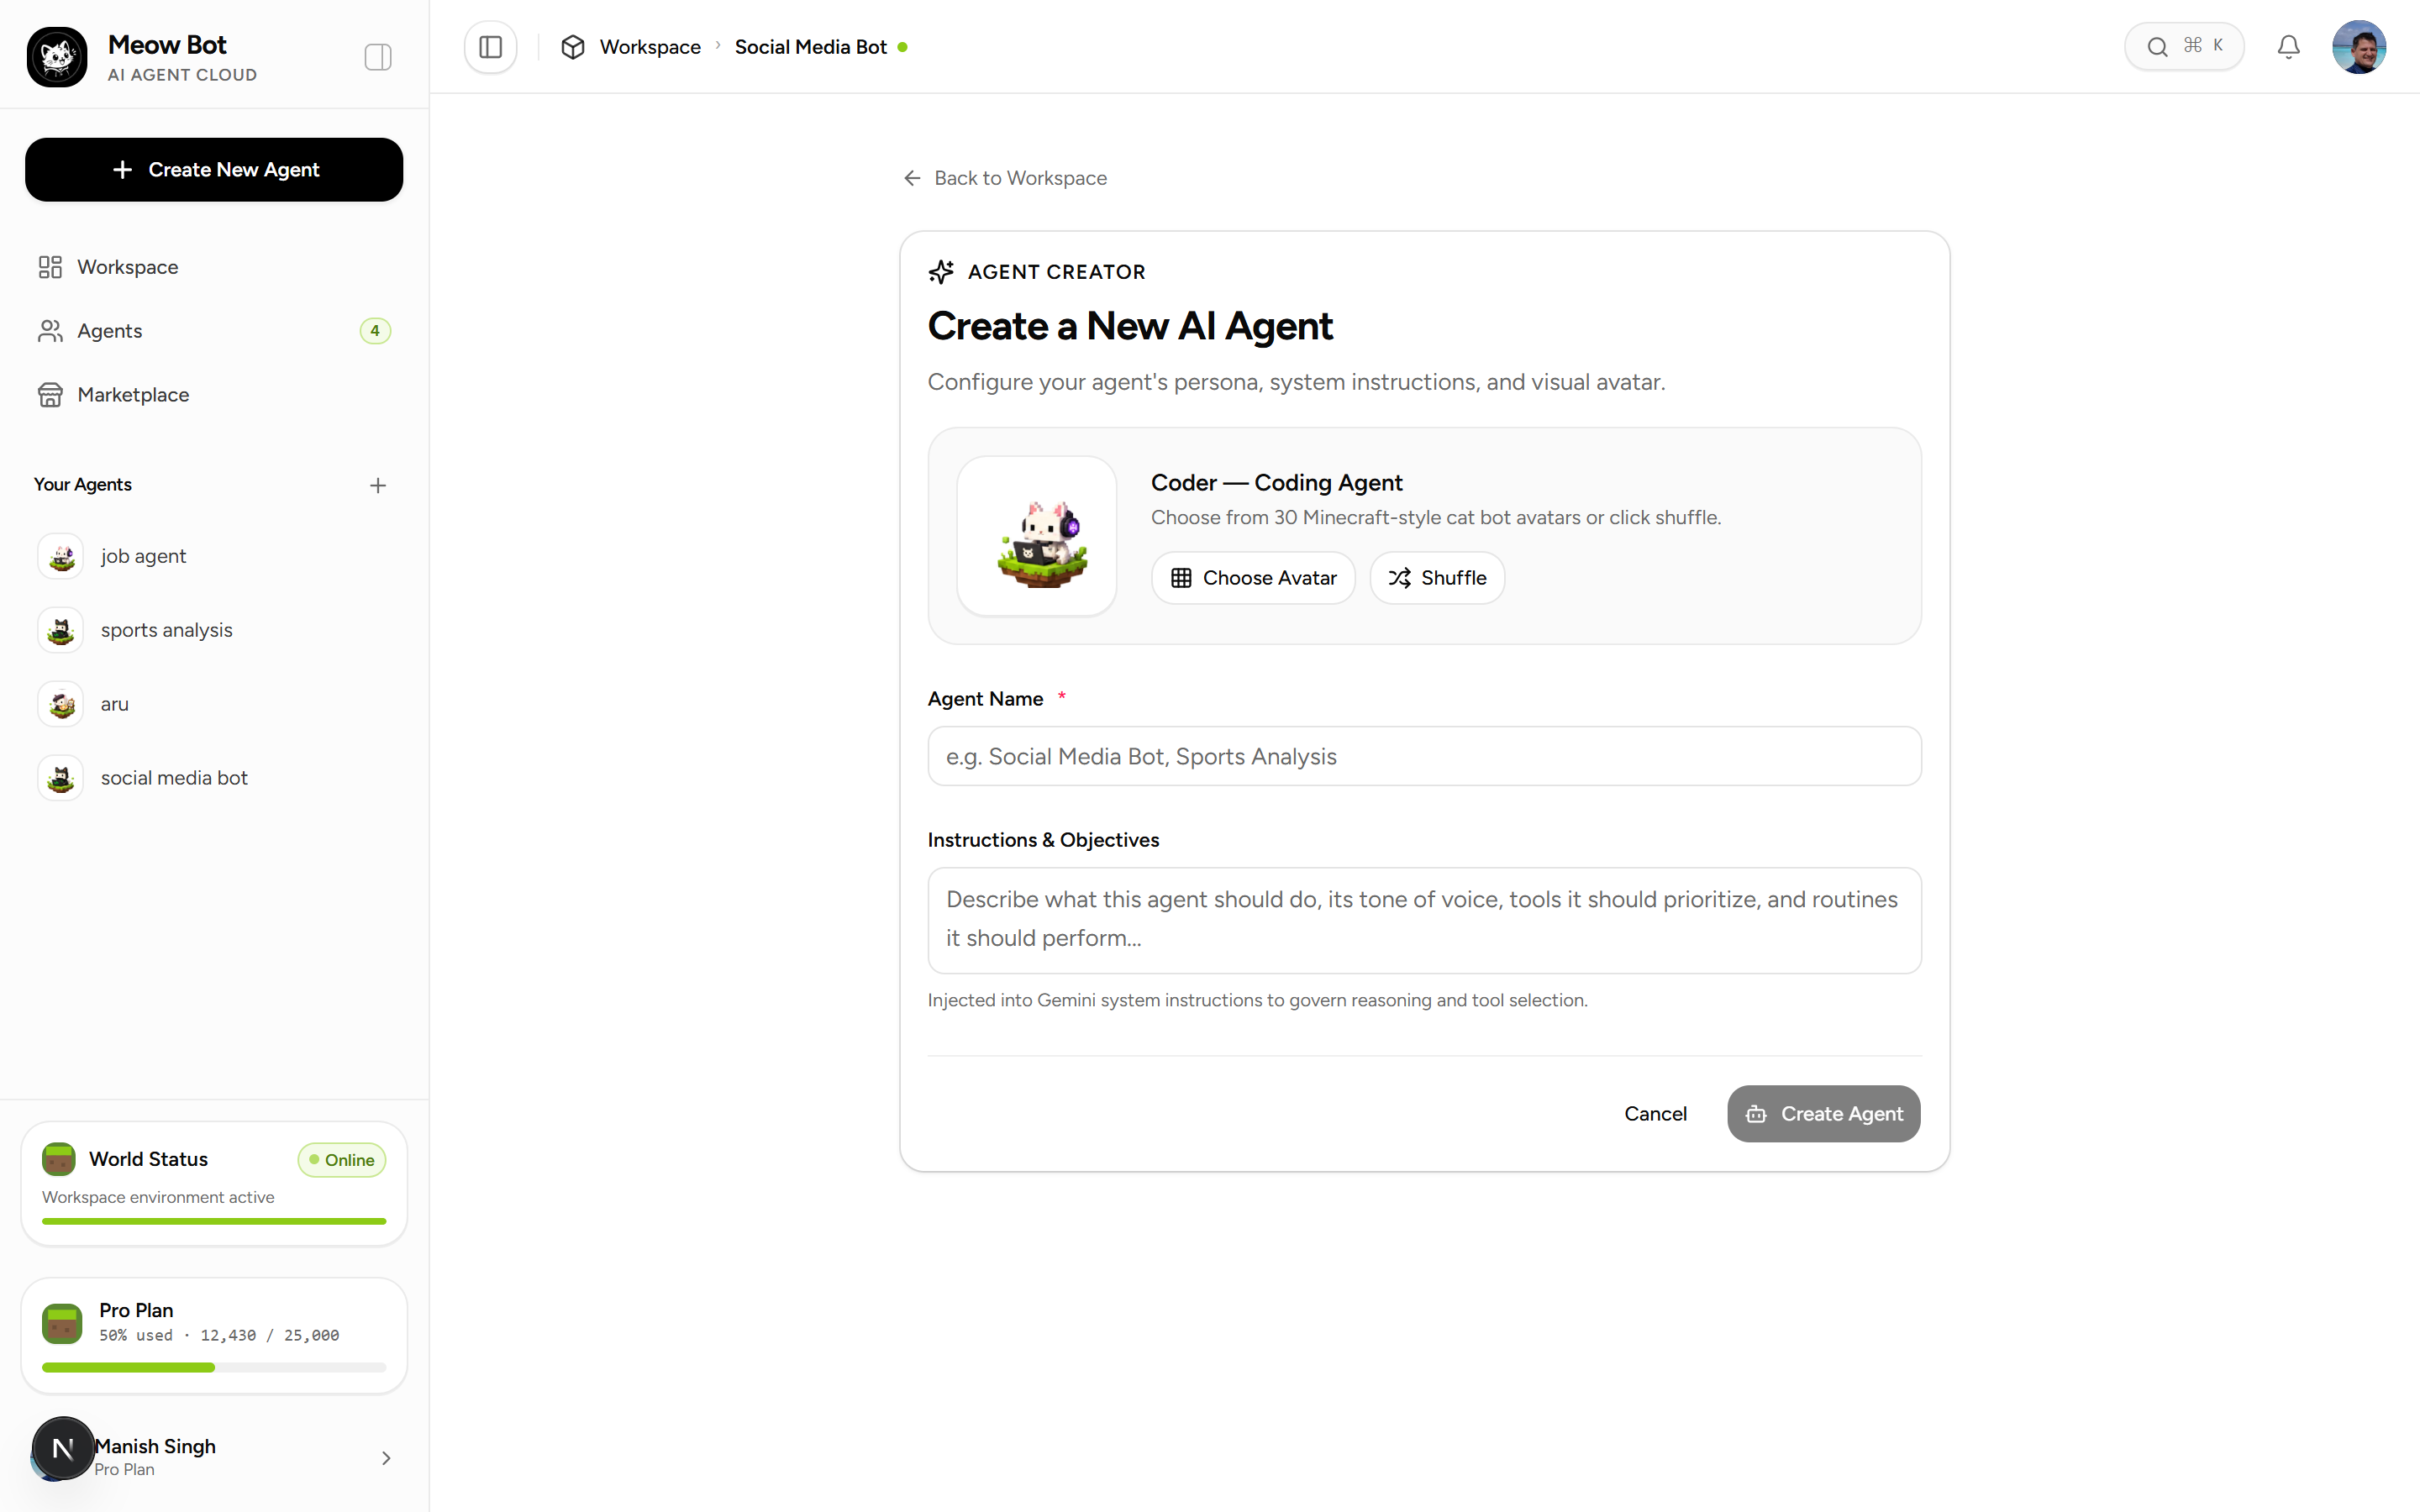 Meow Bot
AI AGENT CLOUD
Create New Agent
Workspace
Agents
4
Marketplace
Your Agents
job agent
sports analysis
aru
social media bot
World Status
Online
Workspace environment active
Pro Plan
50% used · 12,430 / 25,000
N
Manish Singh
Pro Plan
Workspace › Social Media Bot
⌘ K
Back to Workspace
AGENT CREATOR
Create a New AI Agent
Configure your agent's persona, system instructions, and visual avatar.
Coder — Coding Agent
Choose from 30 Minecraft-style cat bot avatars or click shuffle.
Choose Avatar
Shuffle
Agent Name *
e.g. Social Media Bot, Sports Analysis
Instructions & Objectives
Describe what this agent should do, its tone of voice, tools it should prioritize, and routines
it should perform...
Injected into Gemini system instructions to govern reasoning and tool selection.
Cancel
Create Agent